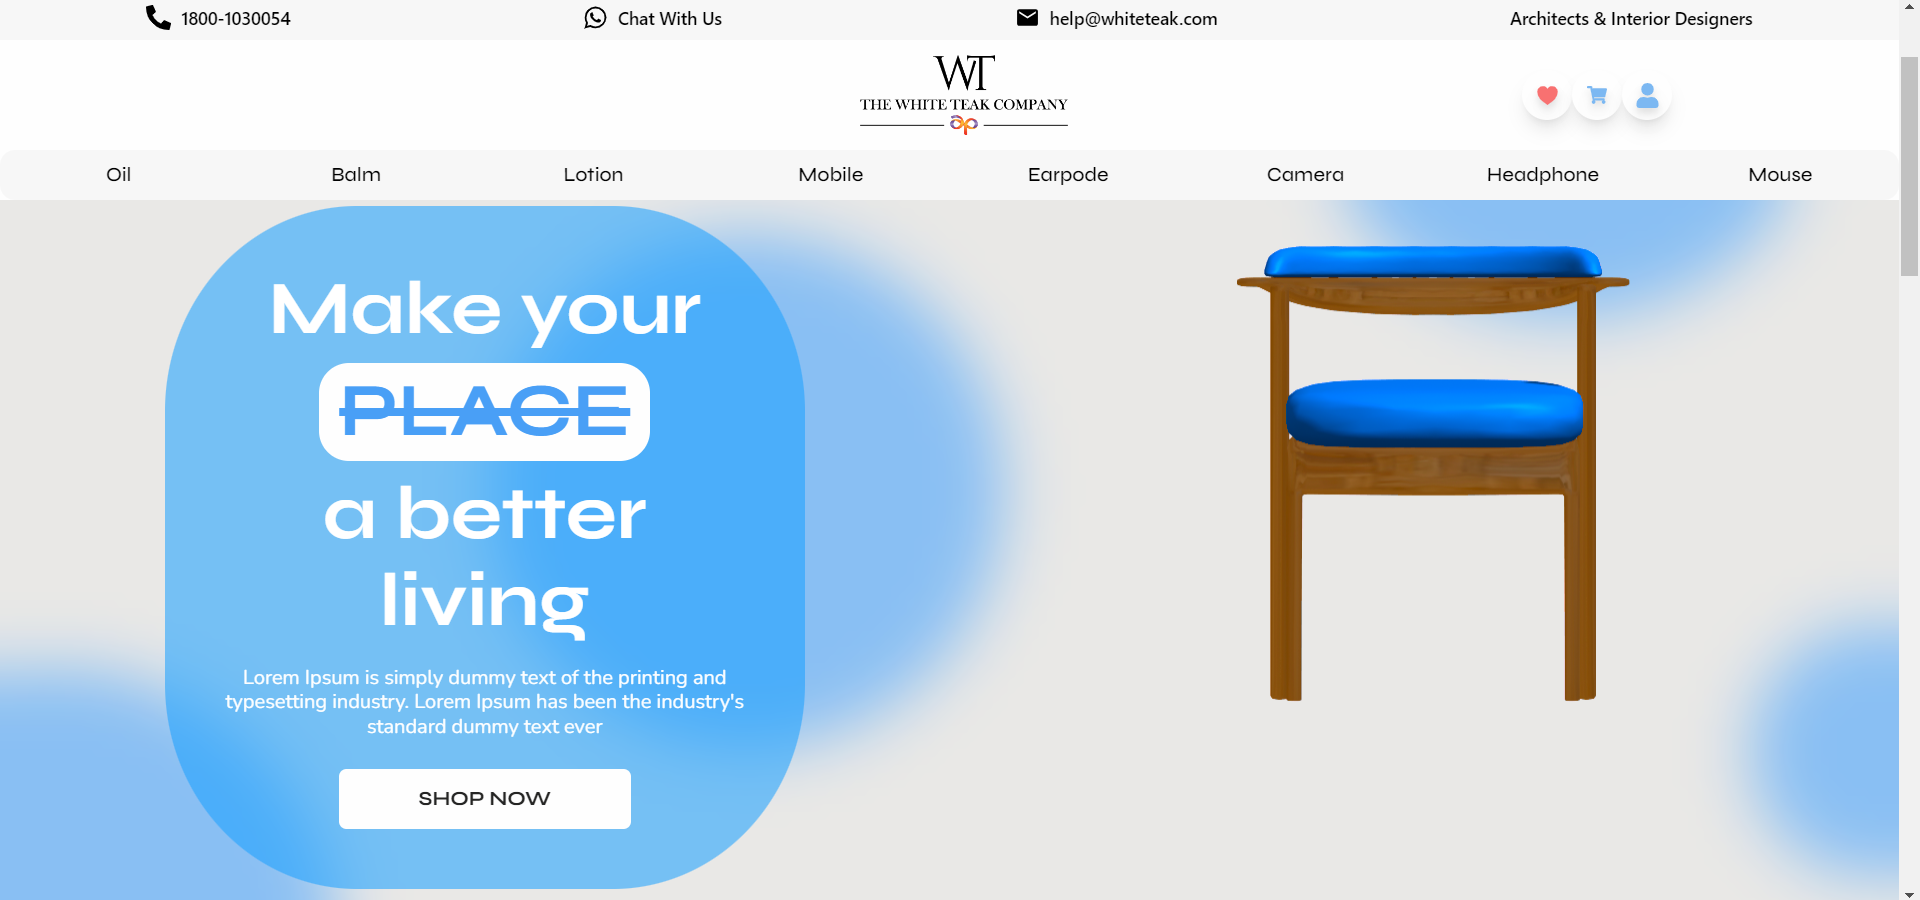 1800-1030054
Chat With Us
help@whiteteak.com
Architects & Interior Designers
WT
THE WHITE TEAK COMPANY
ap
Oil
Balm
Lotion
Mobile
Earpode
Camera
Headphone
Mouse
Make your
PLACE
a better
living
Lorem Ipsum is simply dummy text of the printing and
typesetting industry. Lorem Ipsum has been the industry's
standard dummy text ever
SHOP NOW